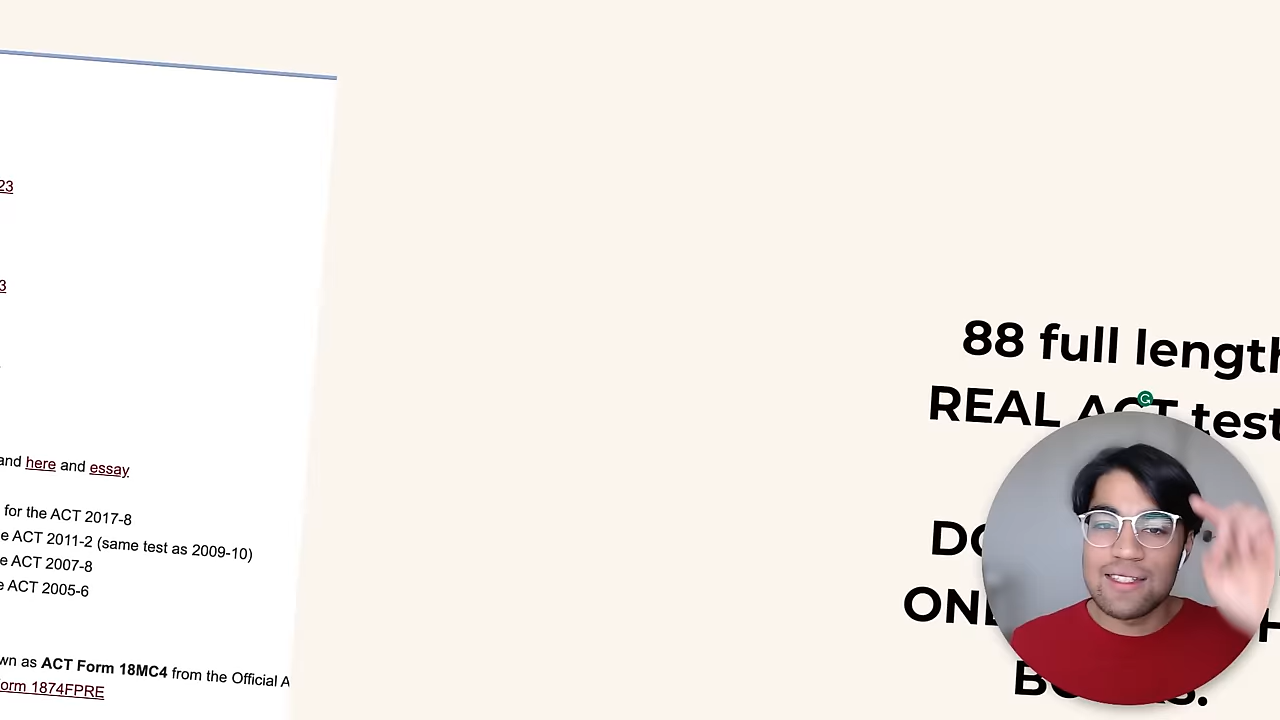 23
3
and here and essay
for the ACT 2017-8
e ACT 2011-2 (same test as 2009-10)
e ACT 2007-8
e ACT 2005-6
wn as ACT Form 18MC4 from the Official A
orm 1874FPRE
88 full length
REAL ACT test